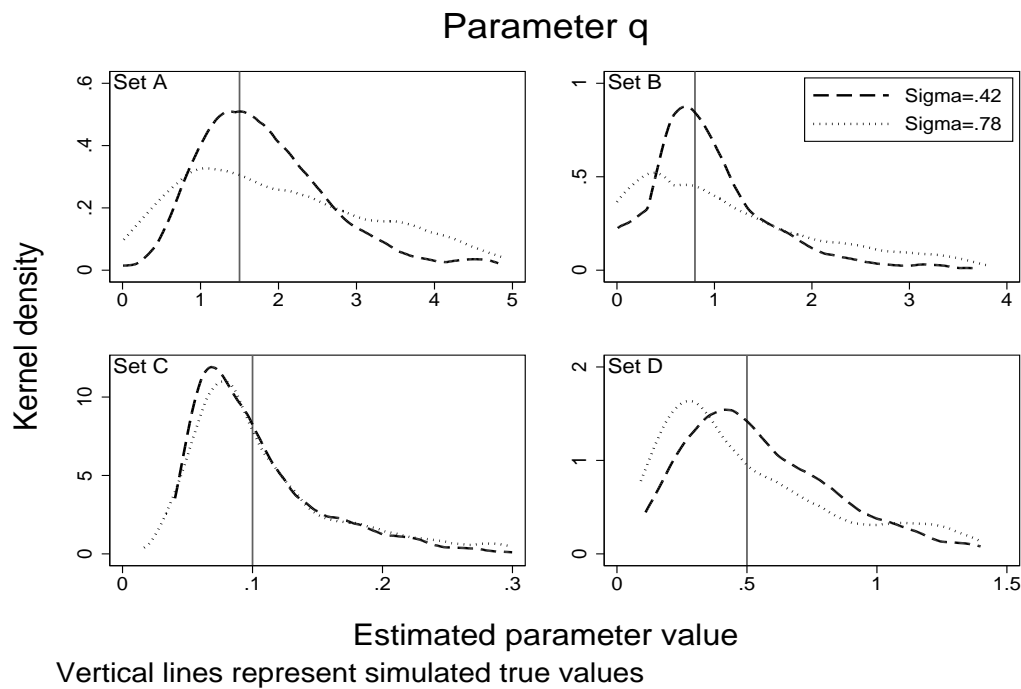 Parameter q
Kernel density
Set A
.6
.4
.2
0
0 1 2 3 4 5
Set B
1
.5
0
0 1 2 3 4
Sigma=.42
Sigma=.78
Set C
10
5
0
0 .1 .2 .3
Set D
2
1
0
0 .5 1 1.5
Estimated parameter value
Vertical lines represent simulated true values